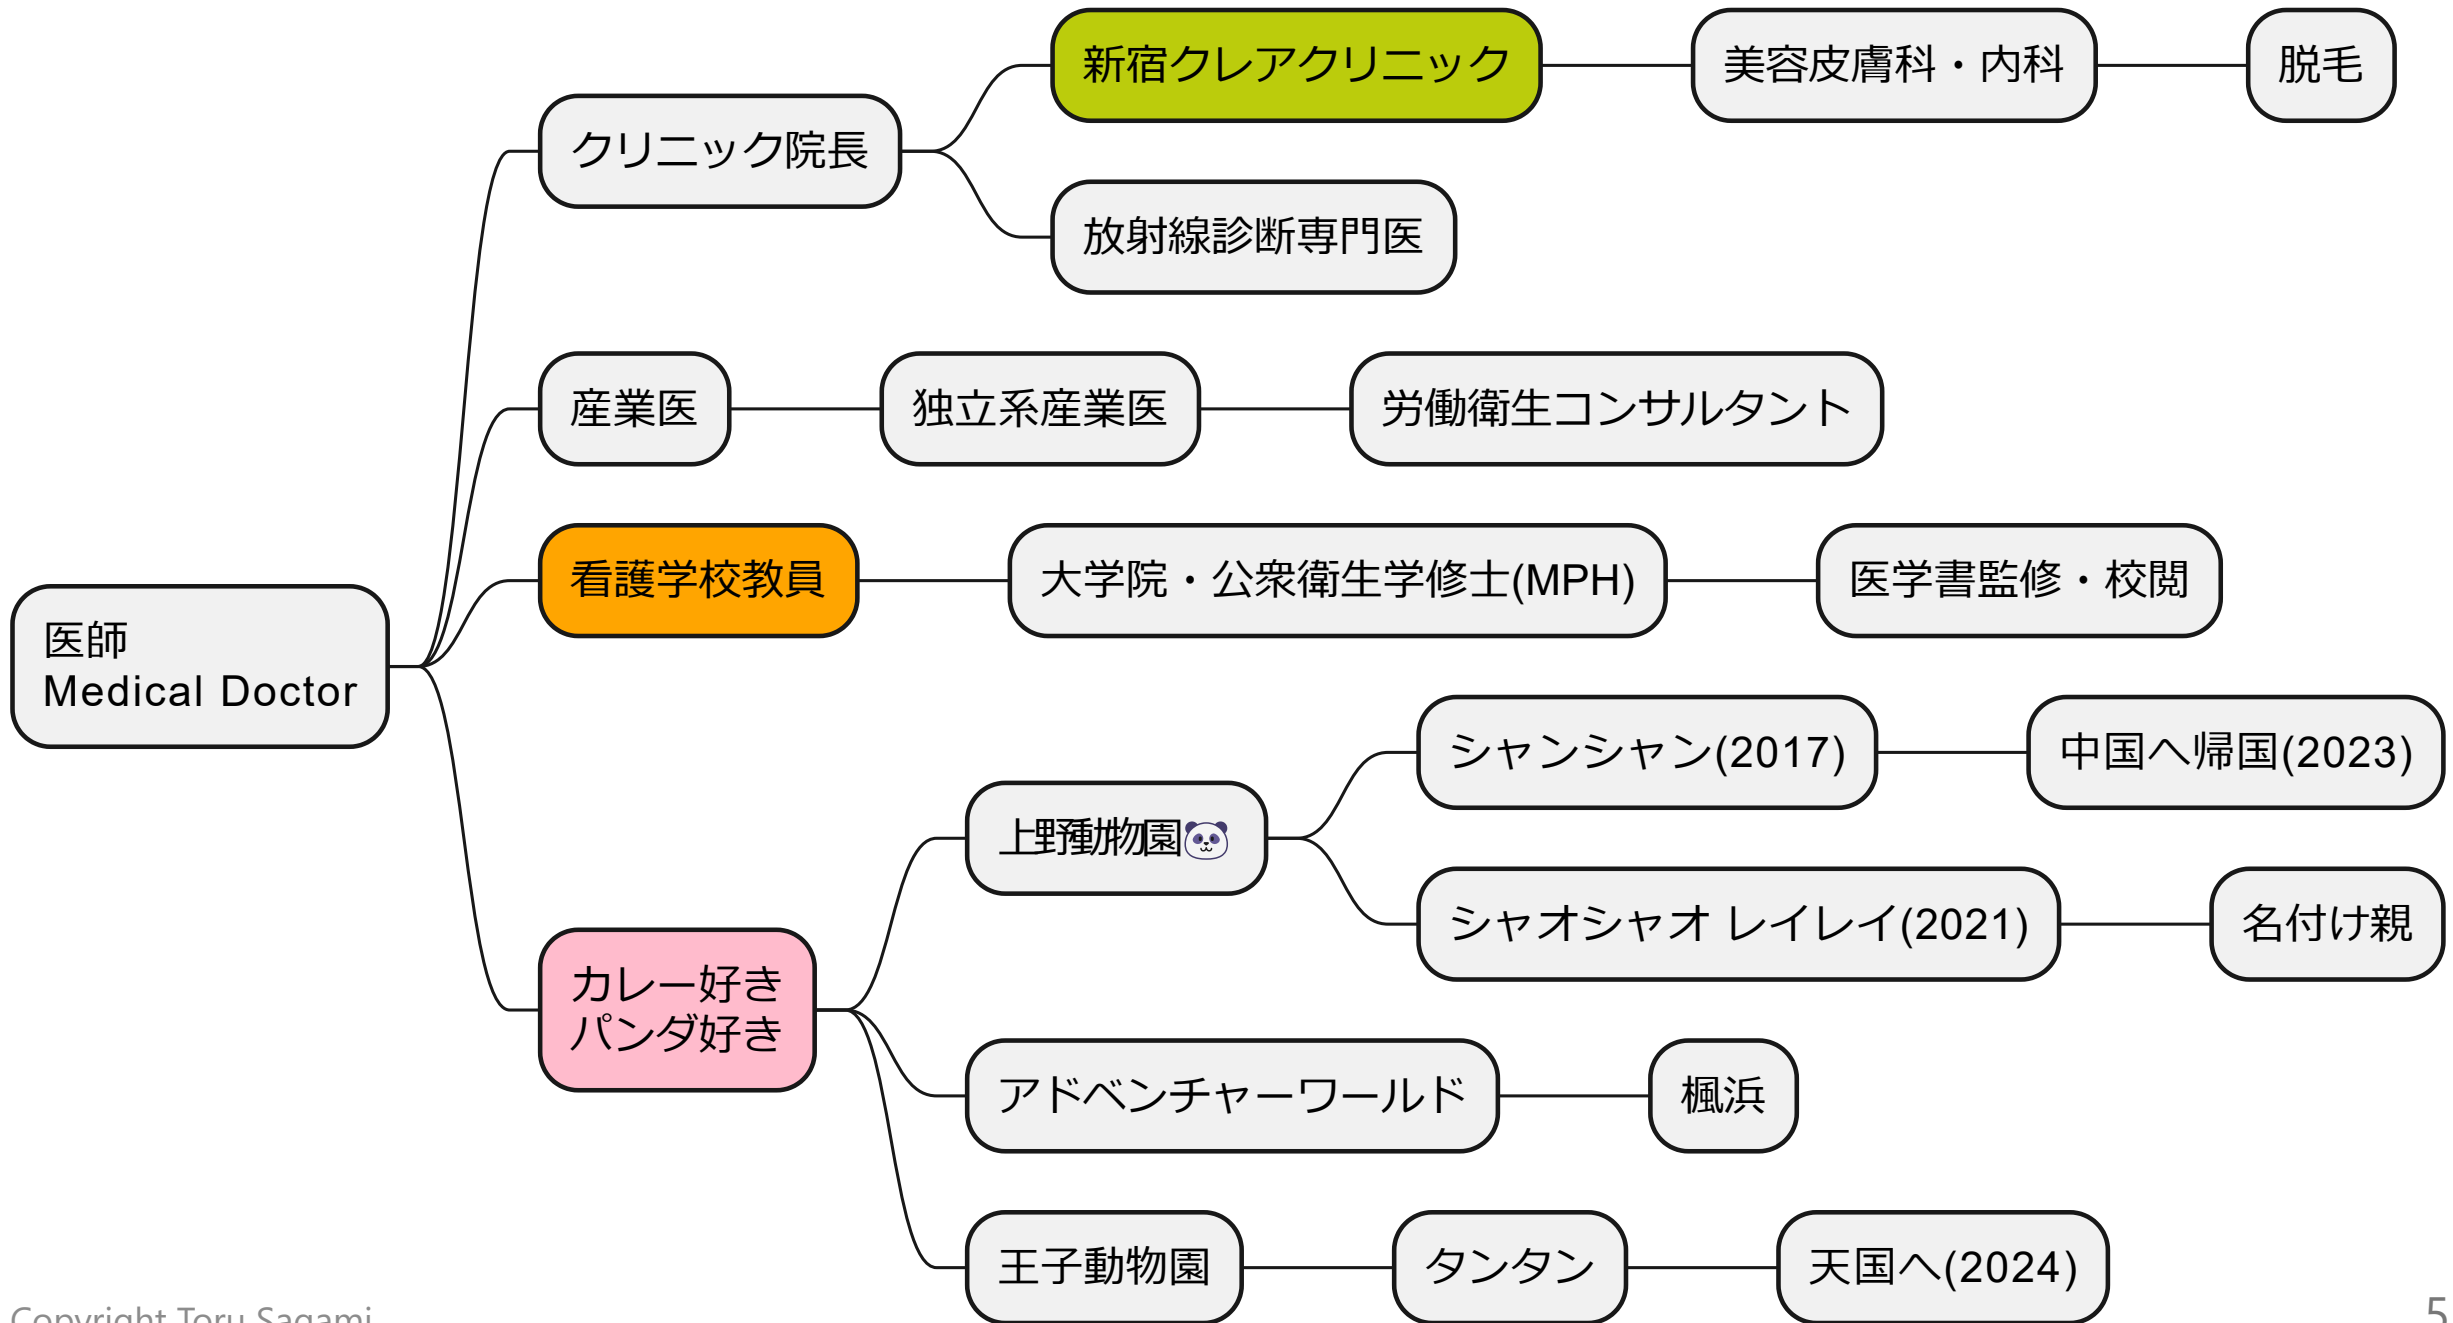 新宿クレアクリニック
美容皮膚科・内科
脱毛
クリニック院長
放射線診断専門医
産業医
独立系産業医
労働衛生コンサルタント
看護学校教員
大学院・公衆衛生学修士(MPH)
医学書監修・校閲
医師
Medical Doctor
シャンシャン(2017)
中国へ帰国(2023)
上野動物園🐼
シャオシャオ レイレイ(2021)
名付け親
カレー好き
パンダ好き
アドベンチャーワールド
楓浜
王子動物園
タンタン
天国へ(2024)
Copyright Toru Sagami
5